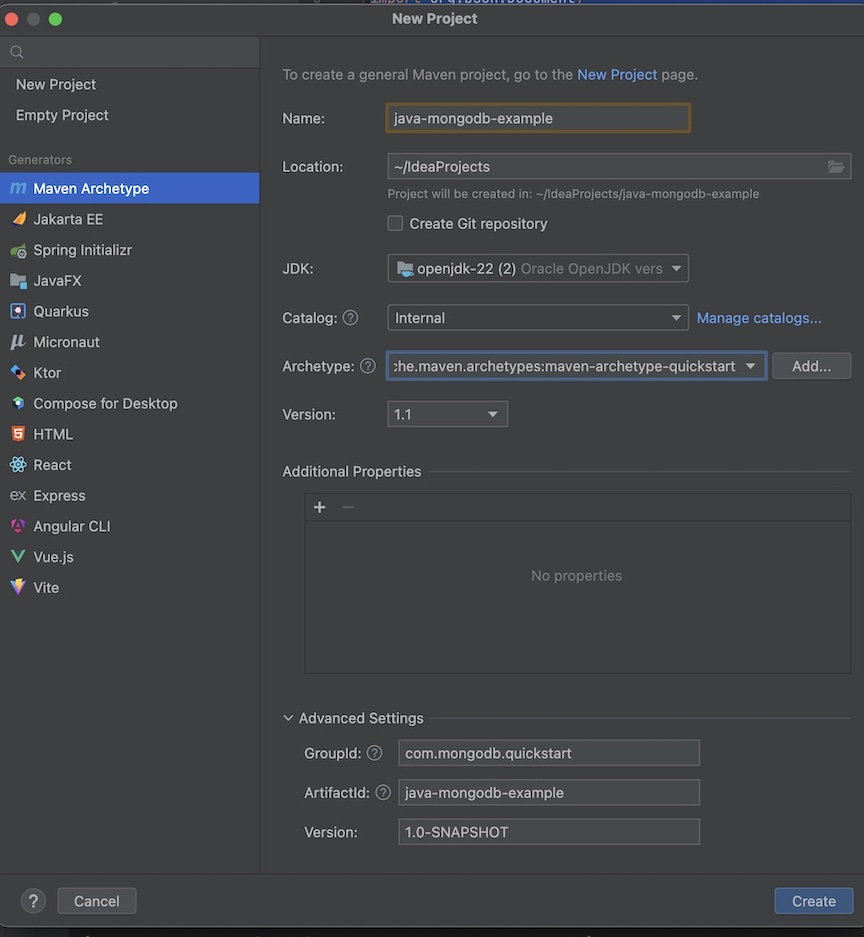 New Project
New Project
Empty Project
Generators
Maven Archetype
Jakarta EE
Spring Initializr
JavaFX
Quarkus
Micronaut
Ktor
Compose for Desktop
HTML
React
ex Express
Angular CLI
Vue.js
Vite
To create a general Maven project, go to the New Project page.
Name: java-mongodb-example
Location: ~/IdeaProjects
Project will be created in: ~/IdeaProjects/java-mongodb-example
Create Git repository
JDK: openjdk-22 (2) Oracle OpenJDK vers
Catalog: ? Internal Manage catalogs...
Archetype: ? :he.maven.archetypes:maven-archetype-quickstart Add...
Version: 1.1
Additional Properties
+ −
No properties
Advanced Settings
GroupId: ? com.mongodb.quickstart
ArtifactId: ? java-mongodb-example
Version: 1.0-SNAPSHOT
? Cancel Create